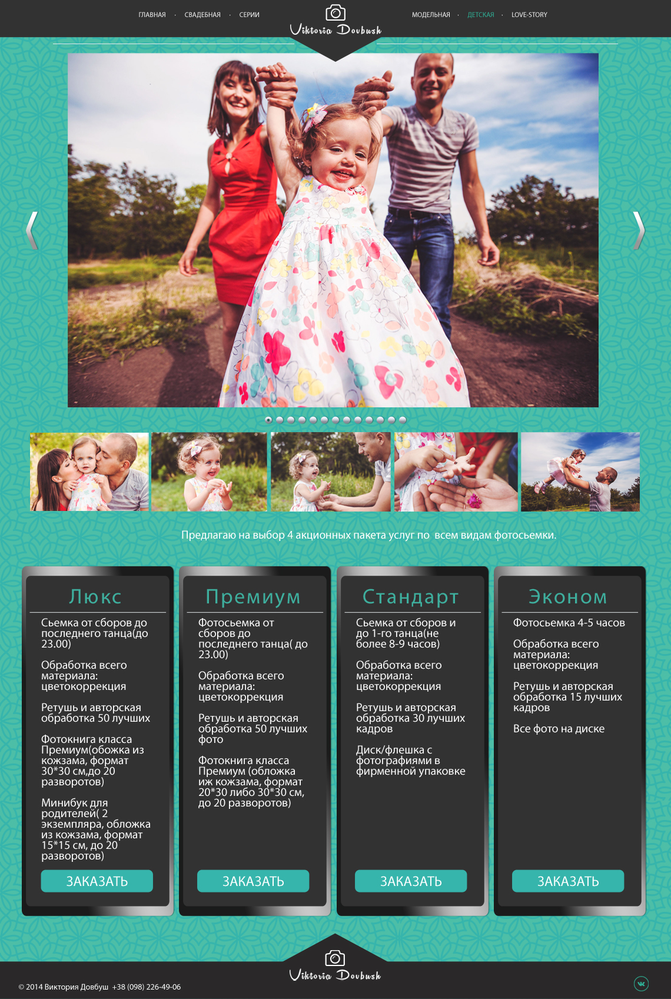 ГЛАВНАЯ · СВАДЕБНАЯ · СЕРИИ
МОДЕЛЬНАЯ · ДЕТСКАЯ · LOVE-STORY
Viktoria Dovbush
Предлагаю на выбор 4 акционных пакета услуг по всем видам фотосьемки.
Люкс
Сьемка от сборов до
последнего танца(до
23.00)
Обработка всего
материала:
цветокоррекция
Ретушь и авторская
обработка 50 лучших
Фотокнига класса
Премиум(обожка из
кожзама, формат
30*30 см,до 20
разворотов)
Минибук для
родителей( 2
экземпляра, обложка
из кожзама, формат
15*15 см, до 20
разворотов)
ЗАКАЗАТЬ
Премиум
Фотосьемка от
сборов до
последнего танца( до
23.00)
Обработка всего
материала:
цветокоррекция
Ретушь и авторская
обработка 50 лучших
фото
Фотокнига класса
Премиум (обложка
иж кожзама, формат
20*30 либо 30*30 см,
до 20 разворотов)
ЗАКАЗАТЬ
Стандарт
Сьемка от сборов и
до 1-го танца(не
более 8-9 часов)
Обработка всего
материала:
цветокоррекция
Ретушь и авторская
обработка 30 лучших
кадров
Диск/флешка с
фотографиями в
фирменной упаковке
ЗАКАЗАТЬ
Эконом
Фотосьемка 4-5 часов
Обработка всего
материала:
цветокоррекция
Ретушь и авторская
обработка 15 лучших
кадров
Все фото на диске
ЗАКАЗАТЬ
Viktoria Dovbush
© 2014 Виктория Довбуш +38 (098) 226-49-06